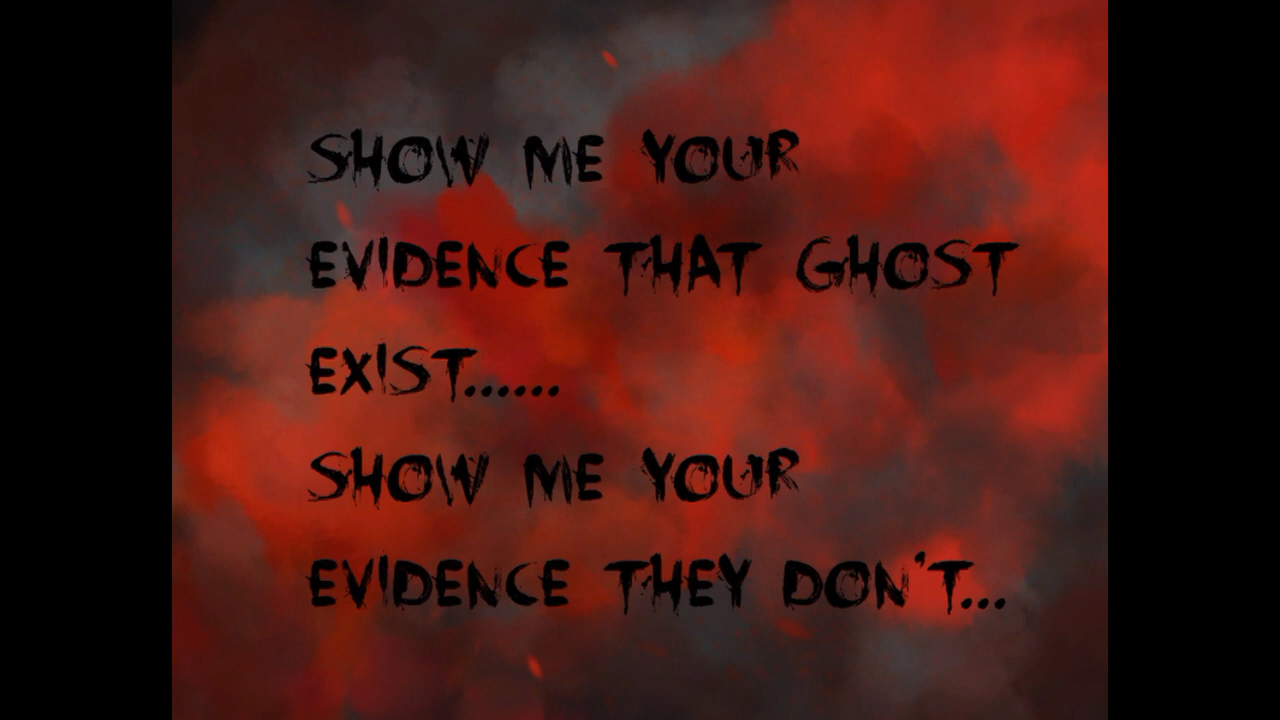 SHOW ME YOUR
EVIDENCE THAT GHOST
EXIST......
SHOW ME YOUR
EVIDENCE THEY DON'T...